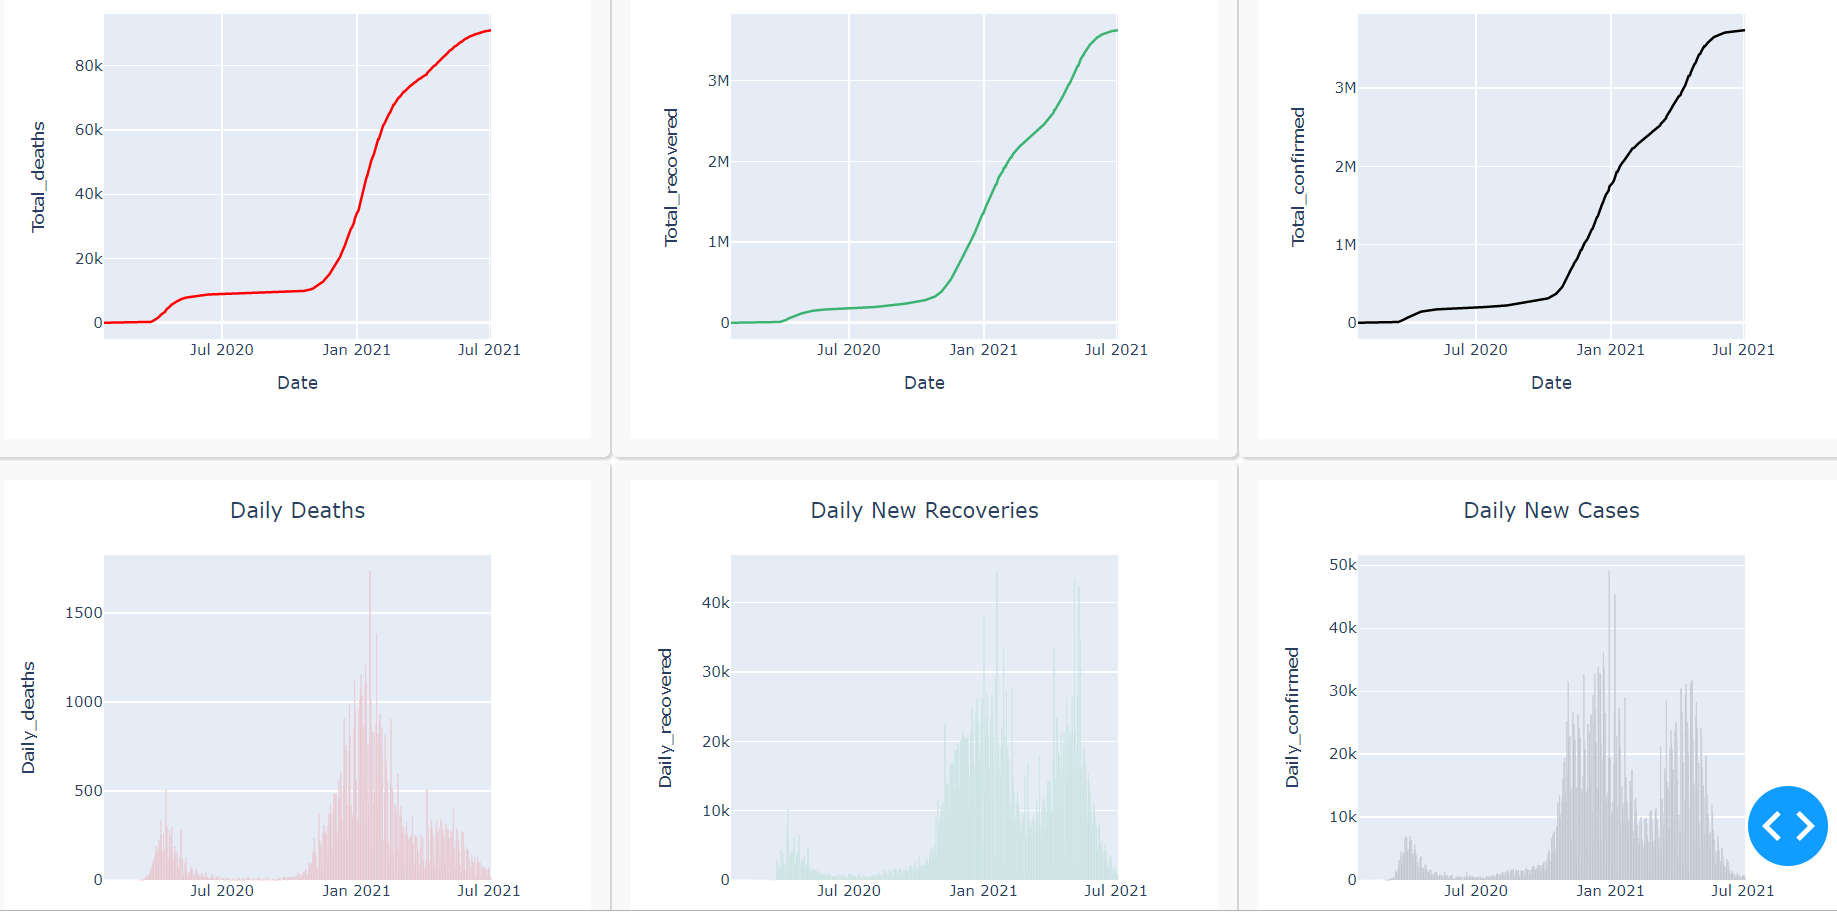 80k
60k
40k
20k
0
Total_deaths
Jul 2020
Jan 2021
Jul 2021
Date
3M
2M
1M
0
Total_recovered
Jul 2020
Jan 2021
Jul 2021
Date
3M
2M
1M
0
Total_confirmed
Jul 2020
Jan 2021
Jul 2021
Date
Daily Deaths
1500
1000
500
0
Daily_deaths
Jul 2020
Jan 2021
Jul 2021
Daily New Recoveries
40k
30k
20k
10k
0
Daily_recovered
Jul 2020
Jan 2021
Jul 2021
Daily New Cases
50k
40k
30k
20k
10k
0
Daily_confirmed
Jul 2020
Jan 2021
Jul 2021